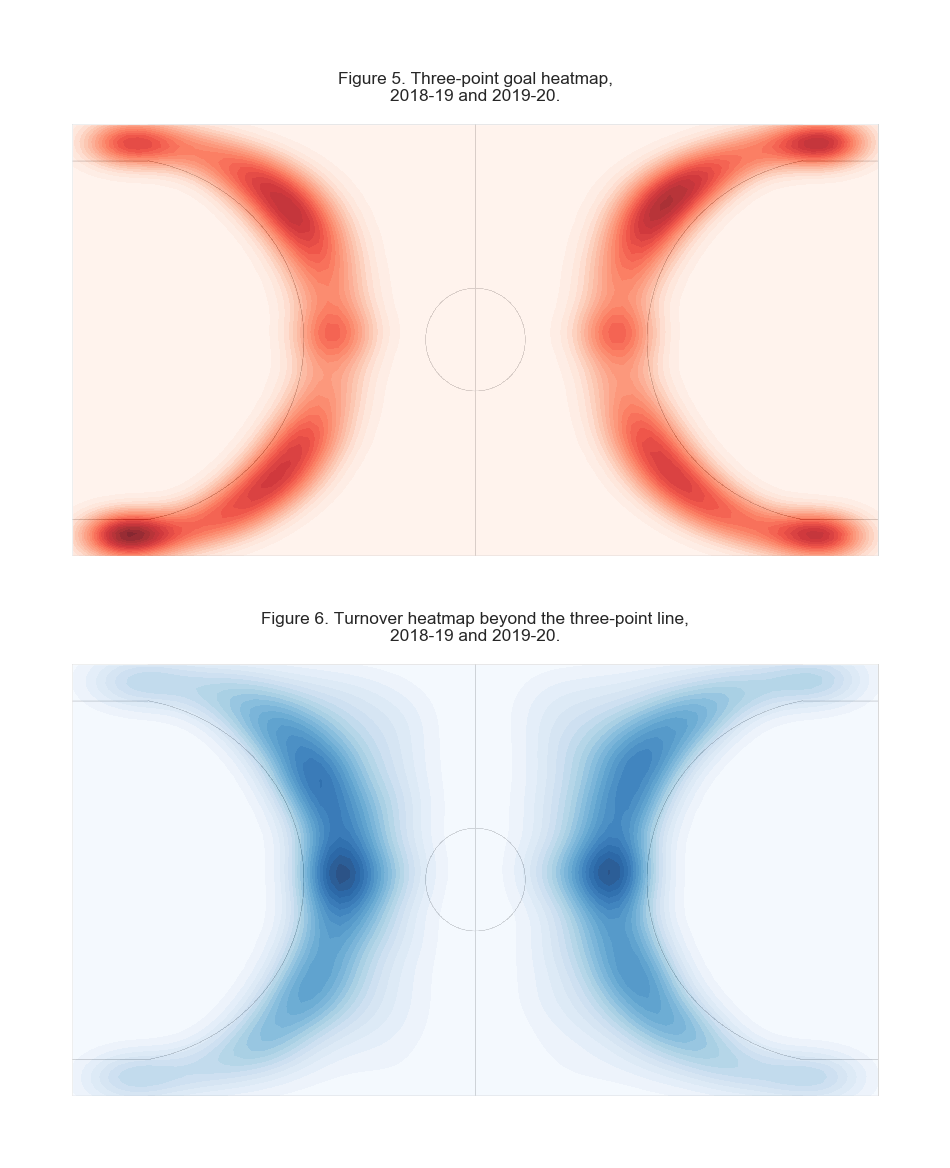 Figure 5. Three-point goal heatmap,
2018-19 and 2019-20.
Figure 6. Turnover heatmap beyond the three-point line,
2018-19 and 2019-20.